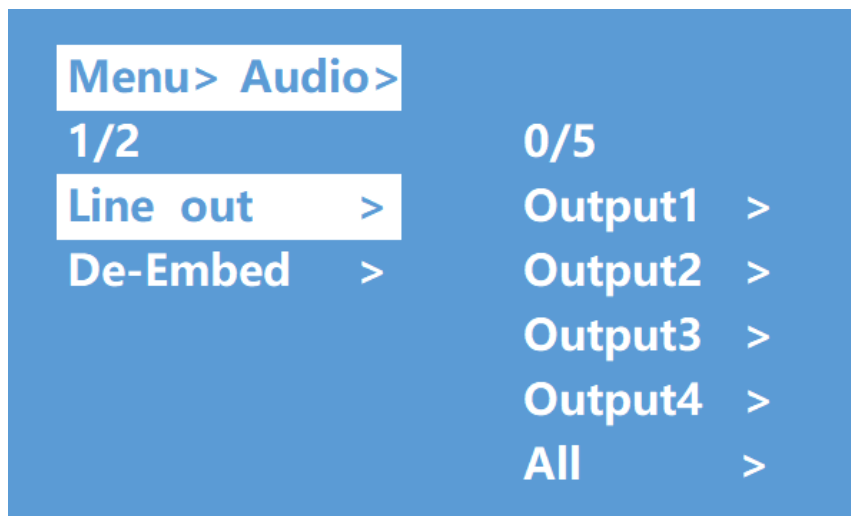 Menu> Audio>
1/2 0/5
Line out > Output1 >
De-Embed > Output2 >
Output3 >
Output4 >
All >